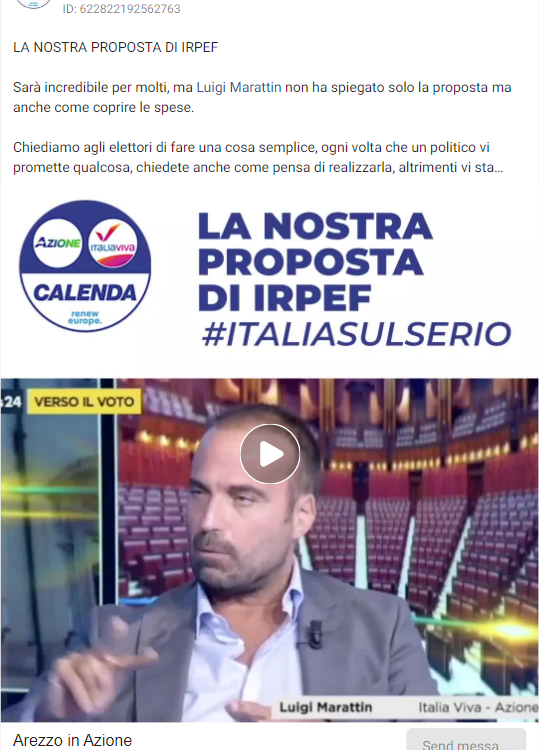 ID: 622822192562763
LA NOSTRA PROPOSTA DI IRPEF
Sarà incredibile per molti, ma Luigi Marattin non ha spiegato solo la proposta ma
anche come coprire le spese.
Chiediamo agli elettori di fare una cosa semplice, ogni volta che un politico vi
promette qualcosa, chiedete anche come pensa di realizzarla, altrimenti vi sta...
AZIONE
ITALIAVIVA
CALENDA
renew
europe.
LA NOSTRA
PROPOSTA
DI IRPEF
#ITALIASULSERIO
24 VERSO IL VOTO
Luigi Marattin Italia Viva - Azione
Arezzo in Azione
Send messa...